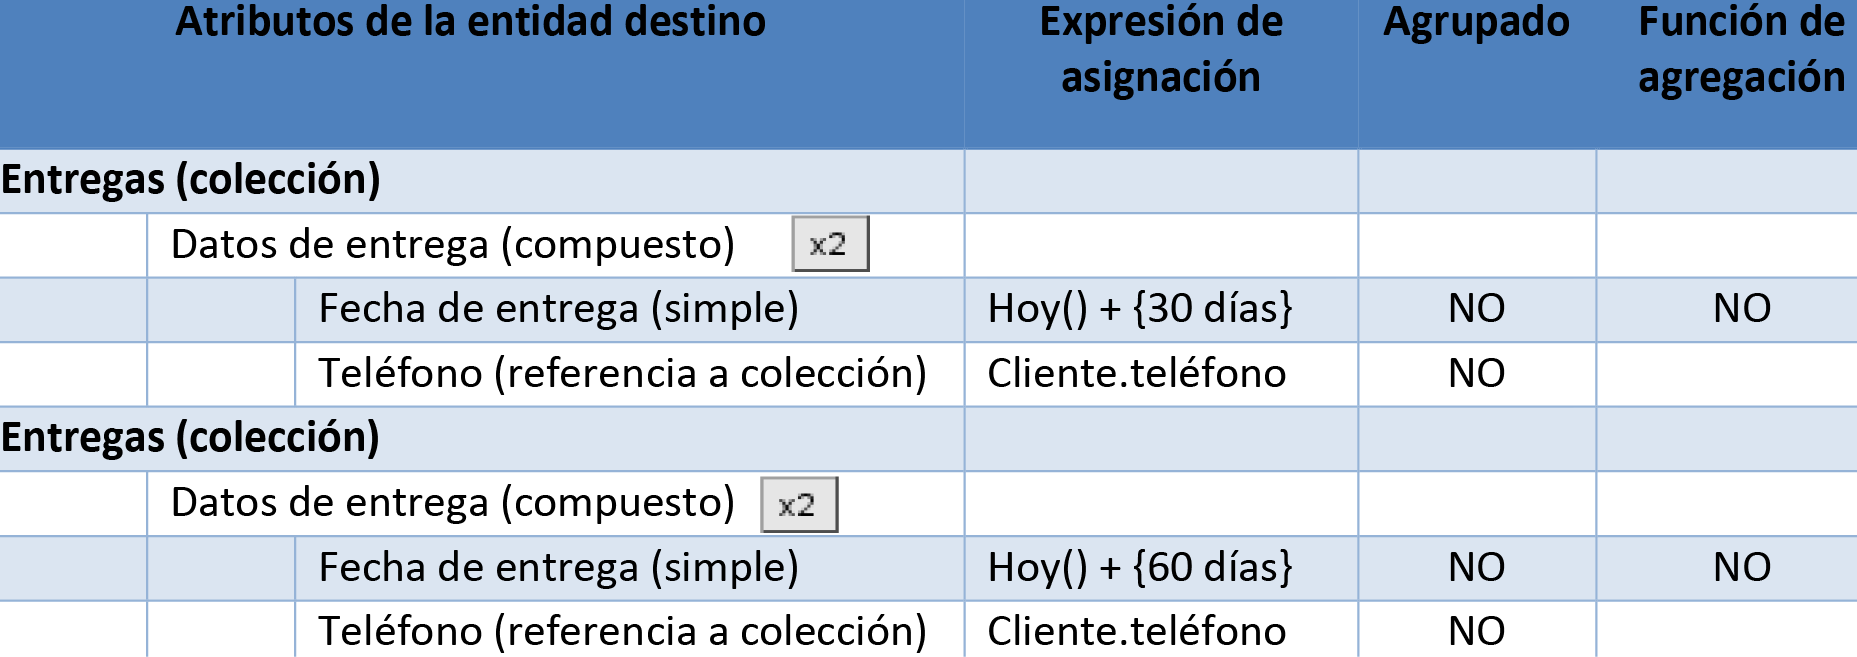 Atributos de la entidad destino Expresión de asignación Agrupado Función de agregación
Entregas (colección)
Datos de entrega (compuesto) x2
Fecha de entrega (simple) Hoy() + {30 días} NO NO
Teléfono (referencia a colección) Cliente.teléfono NO
Entregas (colección)
Datos de entrega (compuesto) x2
Fecha de entrega (simple) Hoy() + {60 días} NO NO
Teléfono (referencia a colección) Cliente.teléfono NO